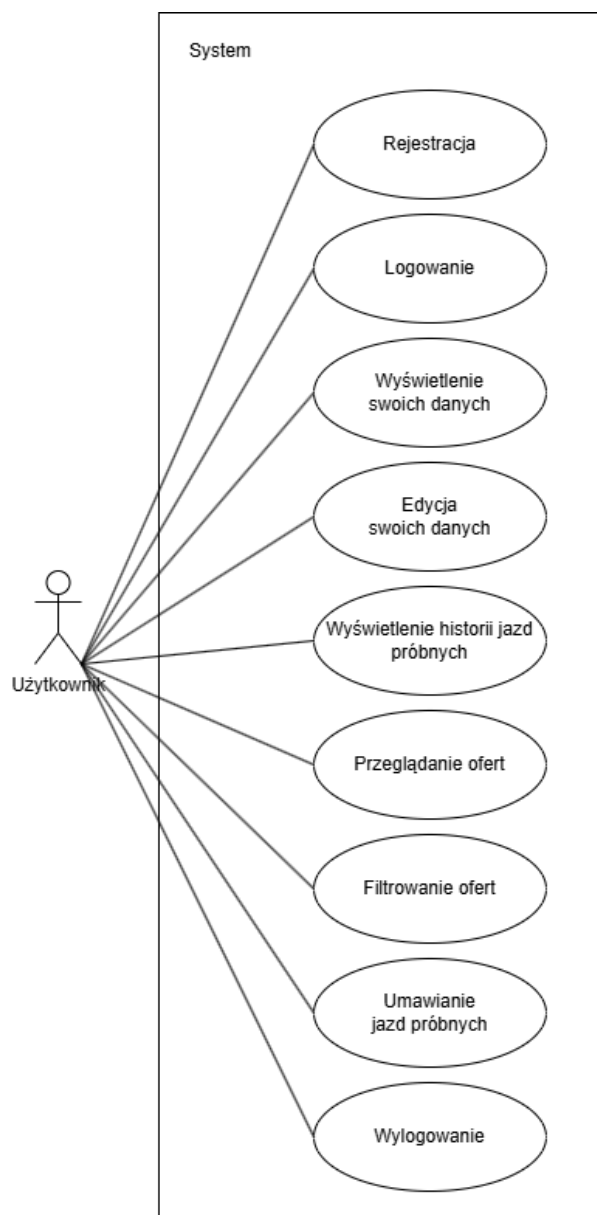 System
Rejestracja
Logowanie
Wyświetlenie
swoich danych
Edycja
swoich danych
Wyświetlenie historii jazd
próbnych
Użytkownik
Przeglądanie ofert
Filtrowanie ofert
Umawianie
jazd próbnych
Wylogowanie